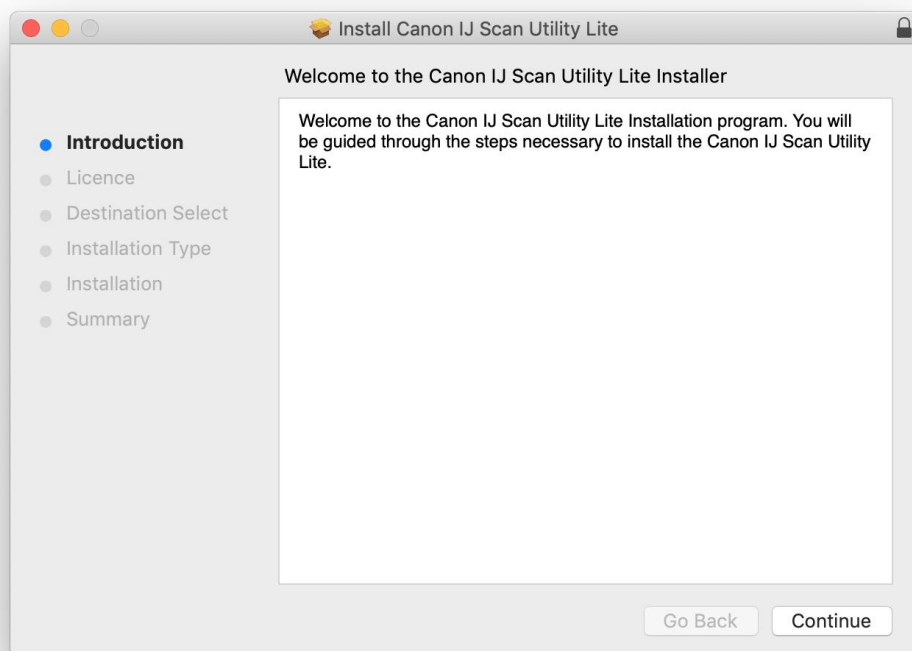 Install Canon IJ Scan Utility Lite
Welcome to the Canon IJ Scan Utility Lite Installer
Introduction
Licence
Destination Select
Installation Type
Installation
Summary
Welcome to the Canon IJ Scan Utility Lite Installation program. You will
be guided through the steps necessary to install the Canon IJ Scan Utility
Lite.
Go Back
Continue